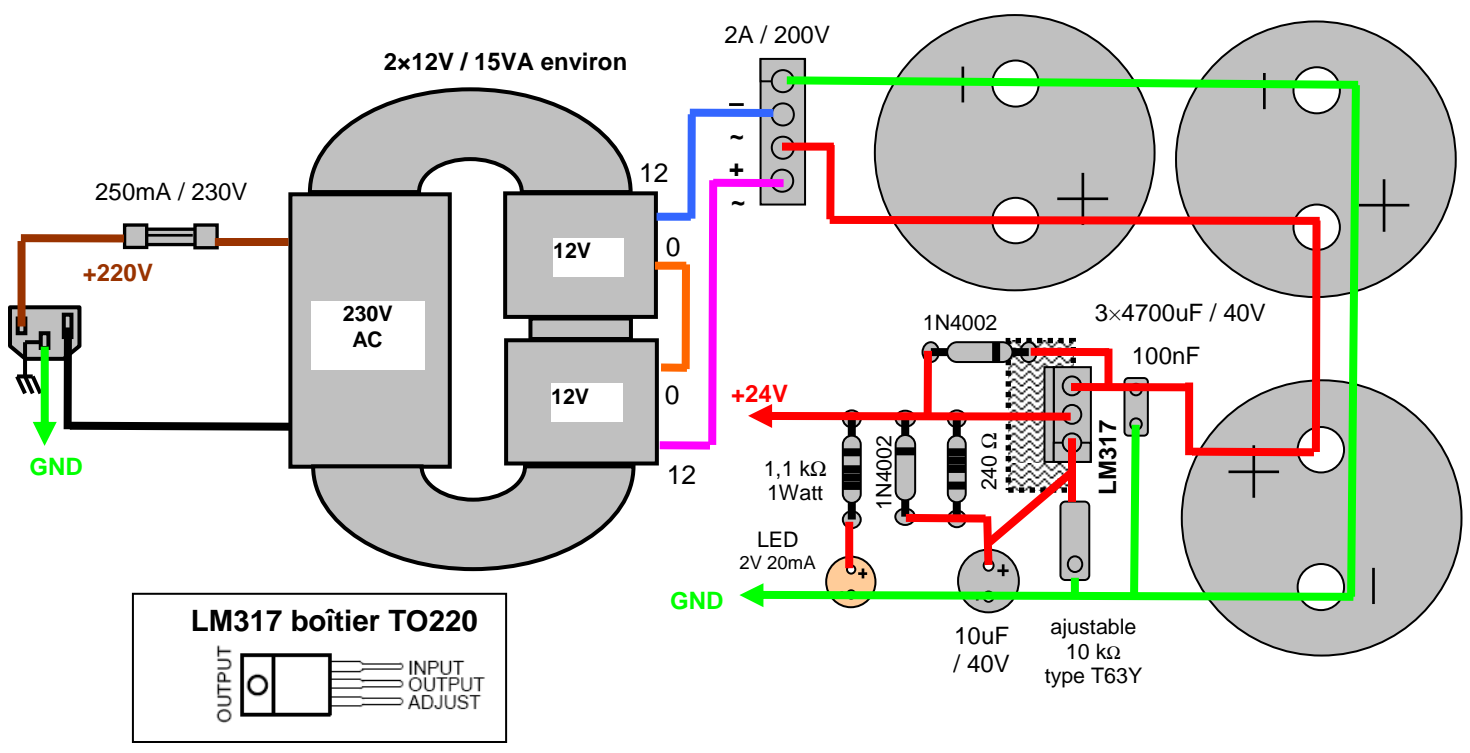 2A / 200V
2×12V / 15VA environ
–
~
+
~
12
250mA / 230V
12V
0
+220V
230V
AC
12V
0
12
GND
1N4002
3×4700uF / 40V
100nF
+24V
LM317
240 Ω
1N4002
1,1 kΩ
1Watt
LED
2V 20mA
+
+
GND
10uF
/ 40V
ajustable
10 kΩ
type T63Y
LM317 boîtier TO220
OUTPUT
INPUT
OUTPUT
ADJUST